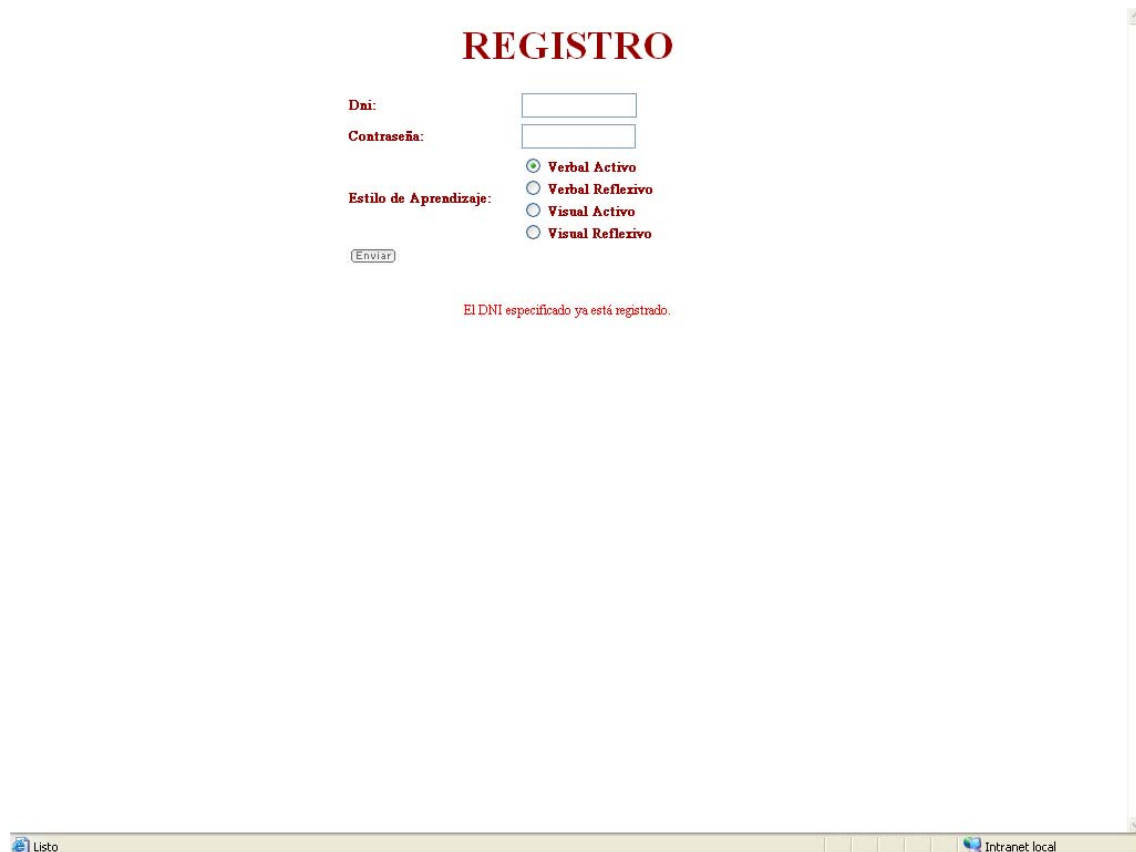 REGISTRO
Dni:
Contraseña:
Estilo de Aprendizaje:
Verbal Activo
Verbal Reflexivo
Visual Activo
Visual Reflexivo
Enviar
El DNI especificado ya está registrado.
Listo
Intranet local